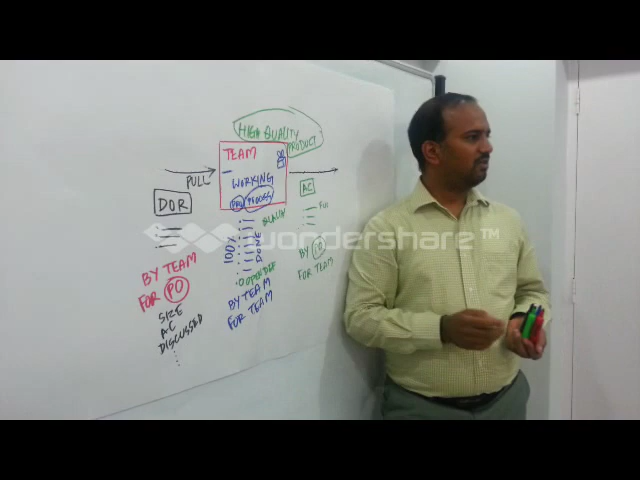 HIGH QUALITY
PRODUCT
TEAM
PULL
WORKING
PROCESS
DOR
AC
100%
DONE
BY TEAM
FOR PO
SIZE
AC
DISCUSSED
BY TEAM
FOR TEAM
BY PO
FOR TEAM
wondershare™